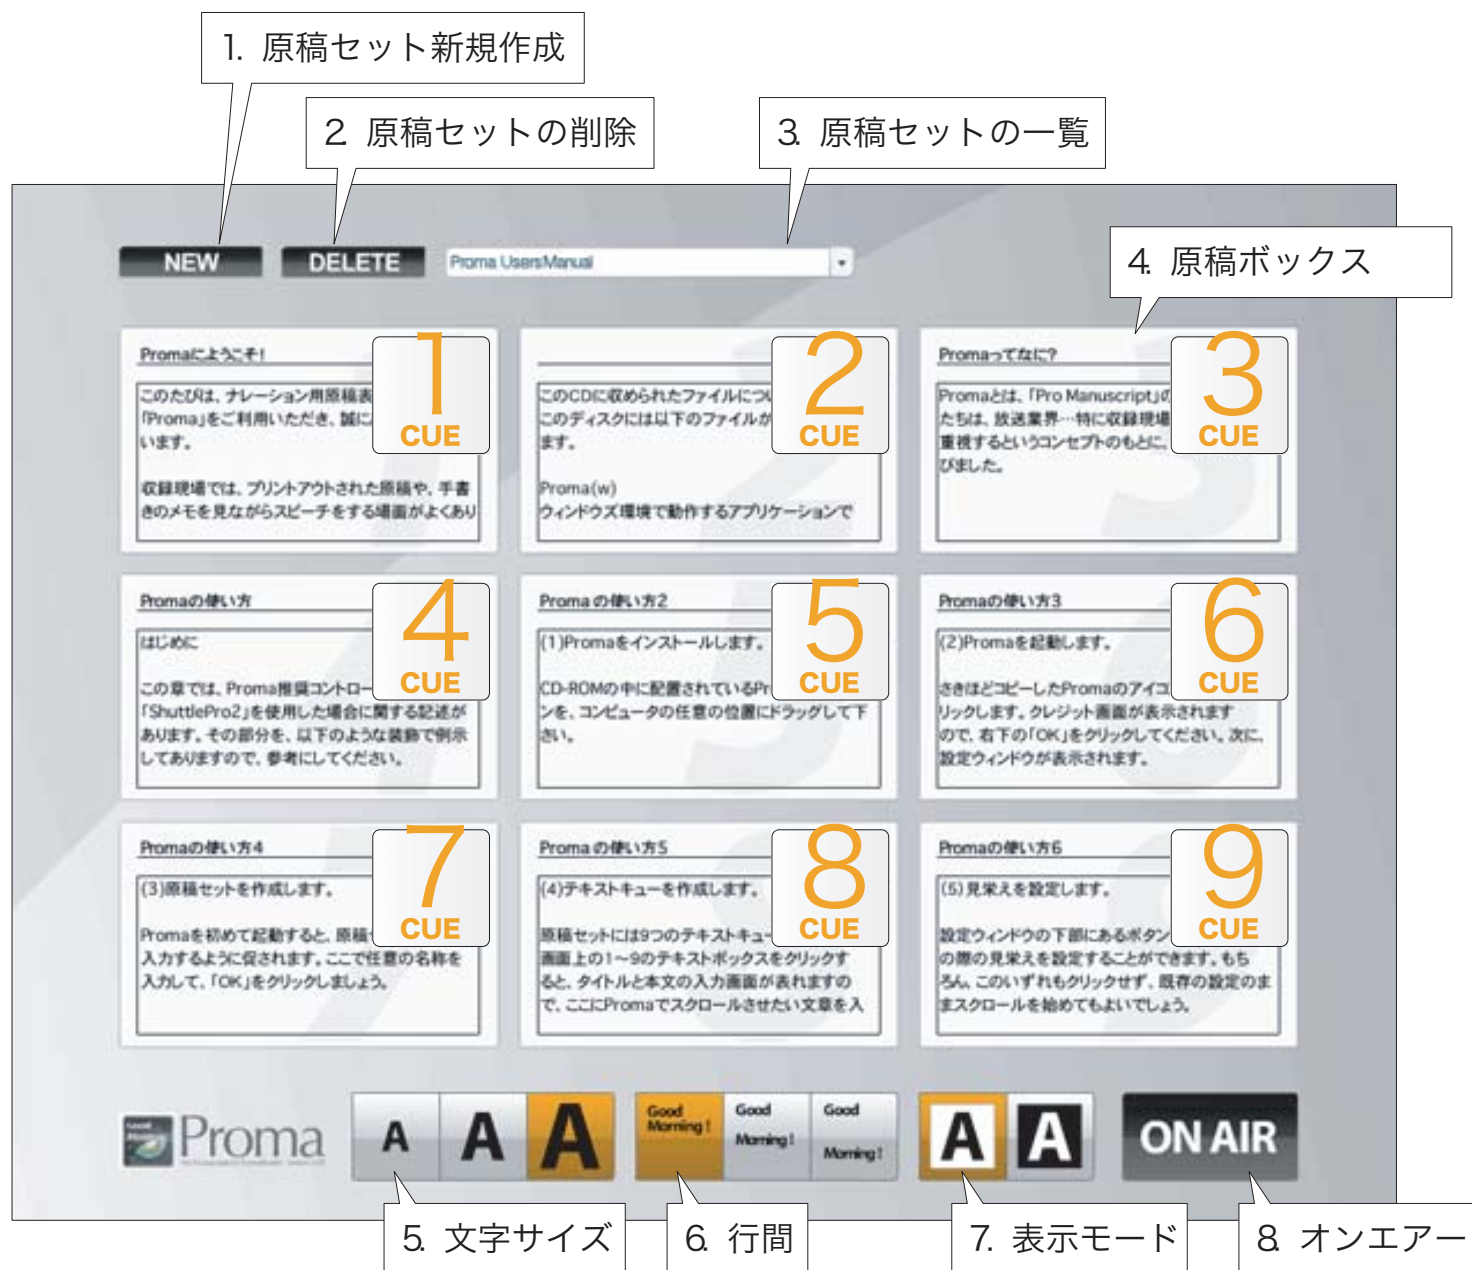 1. 原稿セット新規作成
2. 原稿セットの削除
3. 原稿セットの一覧
NEW
DELETE
Proma UsersManual
4. 原稿ボックス
Promaにようこそ!
1
CUE
このたびは、ナレーション用原稿表
「Proma」をご利用いただき、誠に
います。
収録現場では、プリントアウトされた原稿や、手書
きのメモを見ながらスピーチをする場面がよくあり
2
CUE
このCDに収められたファイルについ
このディスクには以下のファイルが
ます。
Proma(w)
ウィンドウズ環境で動作するアプリケーションで
Promaってなに?
3
CUE
Promaとは、「Pro Manuscript」の
たちは、放送業界…特に収録現場
重視するというコンセプトのもとに、
びました。
Promaの使い方
4
CUE
はじめに
この章では、Proma推奨コントロー
「ShuttlePro2」を使用した場合に関する記述が
あります。その部分を、以下のような装飾で例示
してありますので、参考にしてください。
Proma の使い方2
5
CUE
(1)Promaをインストールします。
CD-ROMの中に配置されているPr
ンを、コンピュータの任意の位置にドラッグして下
さい。
Promaの使い方3
6
CUE
(2)Promaを起動します。
さきほどコピーしたPromaのアイコ
リックします。クレジット画面が表示されます
ので、右下の「OK」をクリックしてください。次に、
設定ウィンドウが表示されます。
Promaの使い方4
7
CUE
(3)原稿セットを作成します。
Promaを初めて起動すると、原稿
入力するように促されます。ここで任意の名称を
入力して、「OK」をクリックしましょう。
Proma の使い方5
8
CUE
(4)テキストキューを作成します。
原稿セットには9つのテキストキュー
画面上の1〜9のテキストボックスをクリックす
ると、タイトルと本文の入力画面が表れますの
で、ここにPromaでスクロールさせたい文章を入
Promaの使い方6
9
CUE
(5)見栄えを設定します。
設定ウィンドウの下部にあるボタン
の際の見栄えを設定することができます。もち
ろん、このいずれもクリックせず、既存の設定のま
まスクロールを始めてもよいでしょう。
Proma
A A A
Good
Morning!
Good
Morning!
Good
Morning!
A A
ON AIR
5. 文字サイズ
6. 行間
7. 表示モード
8. オンエアー